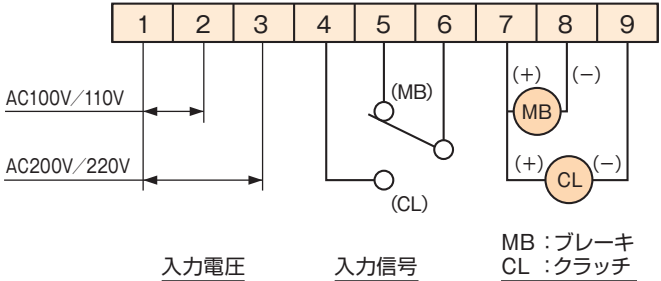 1 2 3 4 5 6 7 8 9
(+) (−)
AC100V/110V (MB) MB
AC200V/220V (+) CL (−)
(CL)
入力電圧 入力信号 MB:ブレーキ
CL:クラッチ